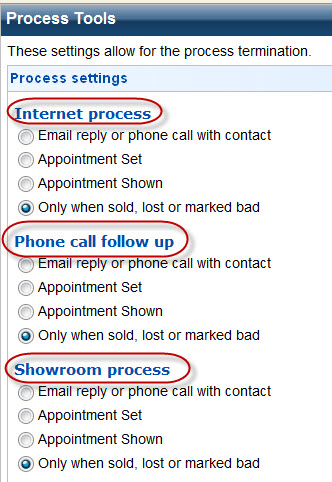 Process Tools
These settings allow for the process termination.
Process settings
Internet process
Email reply or phone call with contact
Appointment Set
Appointment Shown
Only when sold, lost or marked bad
Phone call follow up
Email reply or phone call with contact
Appointment Set
Appointment Shown
Only when sold, lost or marked bad
Showroom process
Email reply or phone call with contact
Appointment Set
Appointment Shown
Only when sold, lost or marked bad